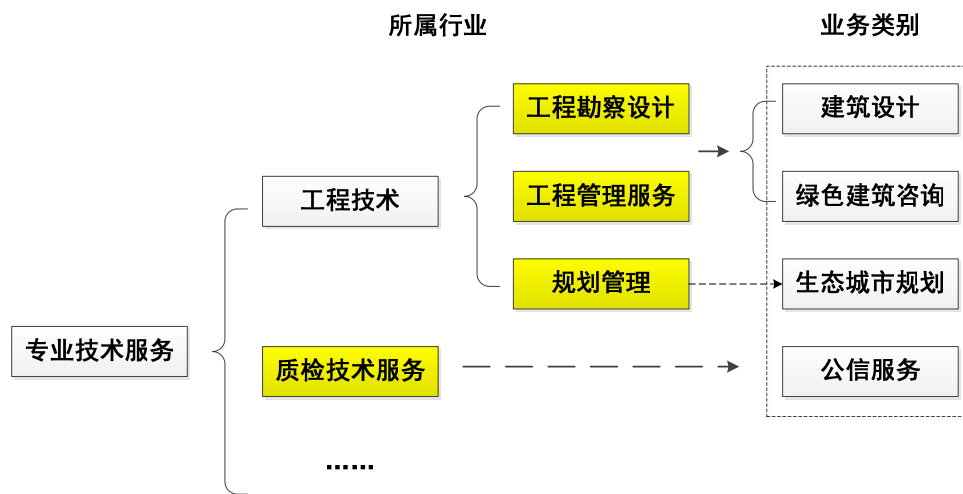 所属行业
业务类别
工程勘察设计
建筑设计
工程技术
工程管理服务
绿色建筑咨询
规划管理
生态城市规划
专业技术服务
质检技术服务
公信服务
……